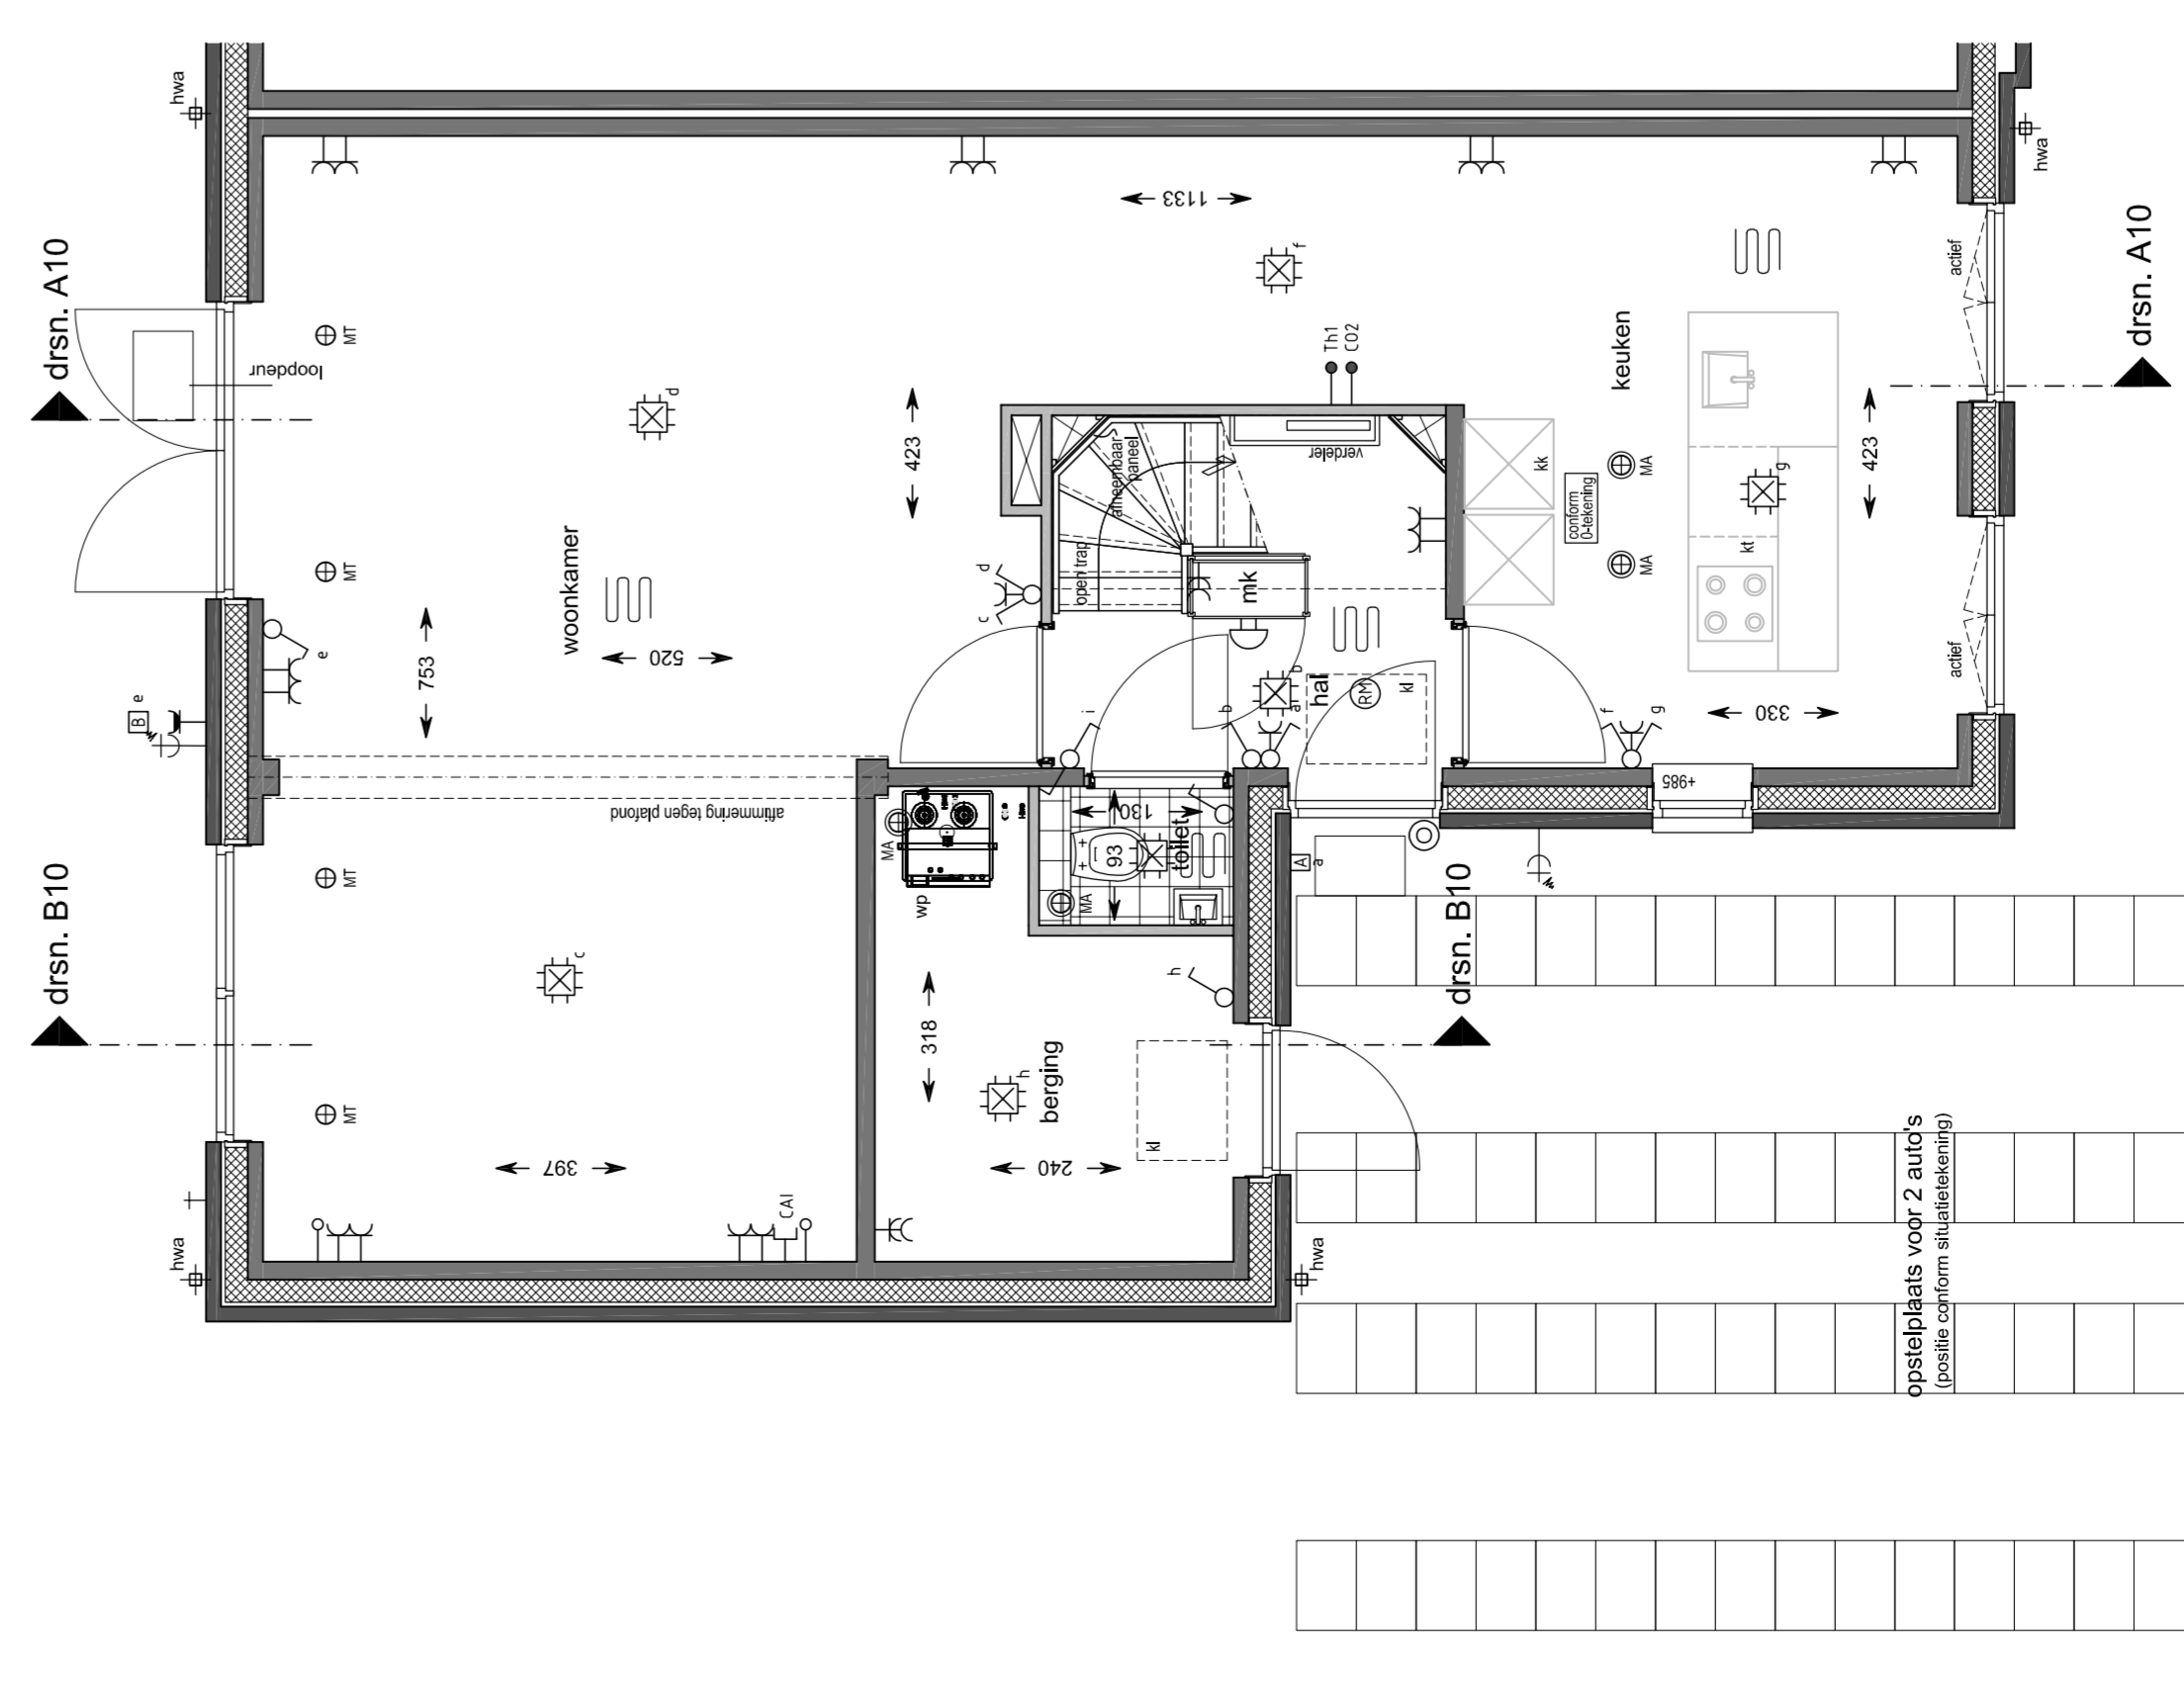 hwa
hwa
drsn. A10
drsn. A10
1133
f
actief
MT
loopdeur
d
Th1
CO2
keuken
423
verdeler
afneembaar
paneel
kk
conform
0-tekening
MA
g
423
woonkamer
520
753
MT
d
c
open trap
mk
MA
kt
e
B e
i
b
b
a
hal
RM
kl
f
g
330
actief
aftimmering tegen plafond
+985
130
93
toilet
MA
MA
wp
A
a
drsn. B10
drsn. B10
MT
c
h
318
h
berging
MT
397
240
kl
CAI
hwa
hwa
opstelplaats voor 2 auto's
(positie conform situatietekening)